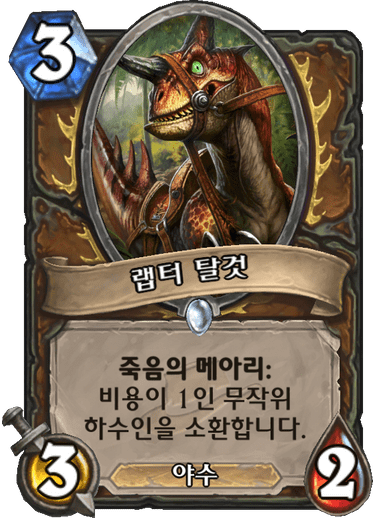 3
랩터 탈것
죽음의 메아리:
비용이 1인 무작위
하수인을 소환합니다.
야수
3
2